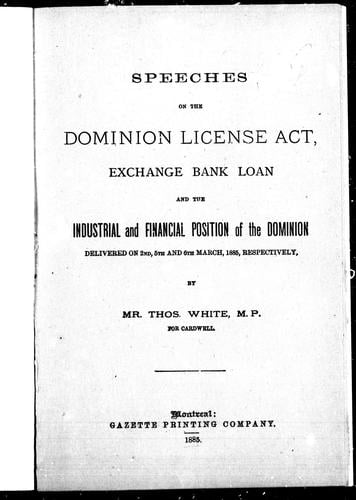 SPEECHES
ON THE
DOMINION LICENSE ACT,
EXCHANGE BANK LOAN
AND THE
INDUSTRIAL and FINANCIAL POSITION of the DOMINION
DELIVERED ON 2ND, 5TH AND 6TH MARCH, 1885, RESPECTIVELY,
BY
MR. THOS. WHITE, M.P.
FOR CARDWELL.
Montreal:
GAZETTE PRINTING COMPANY.
1885.